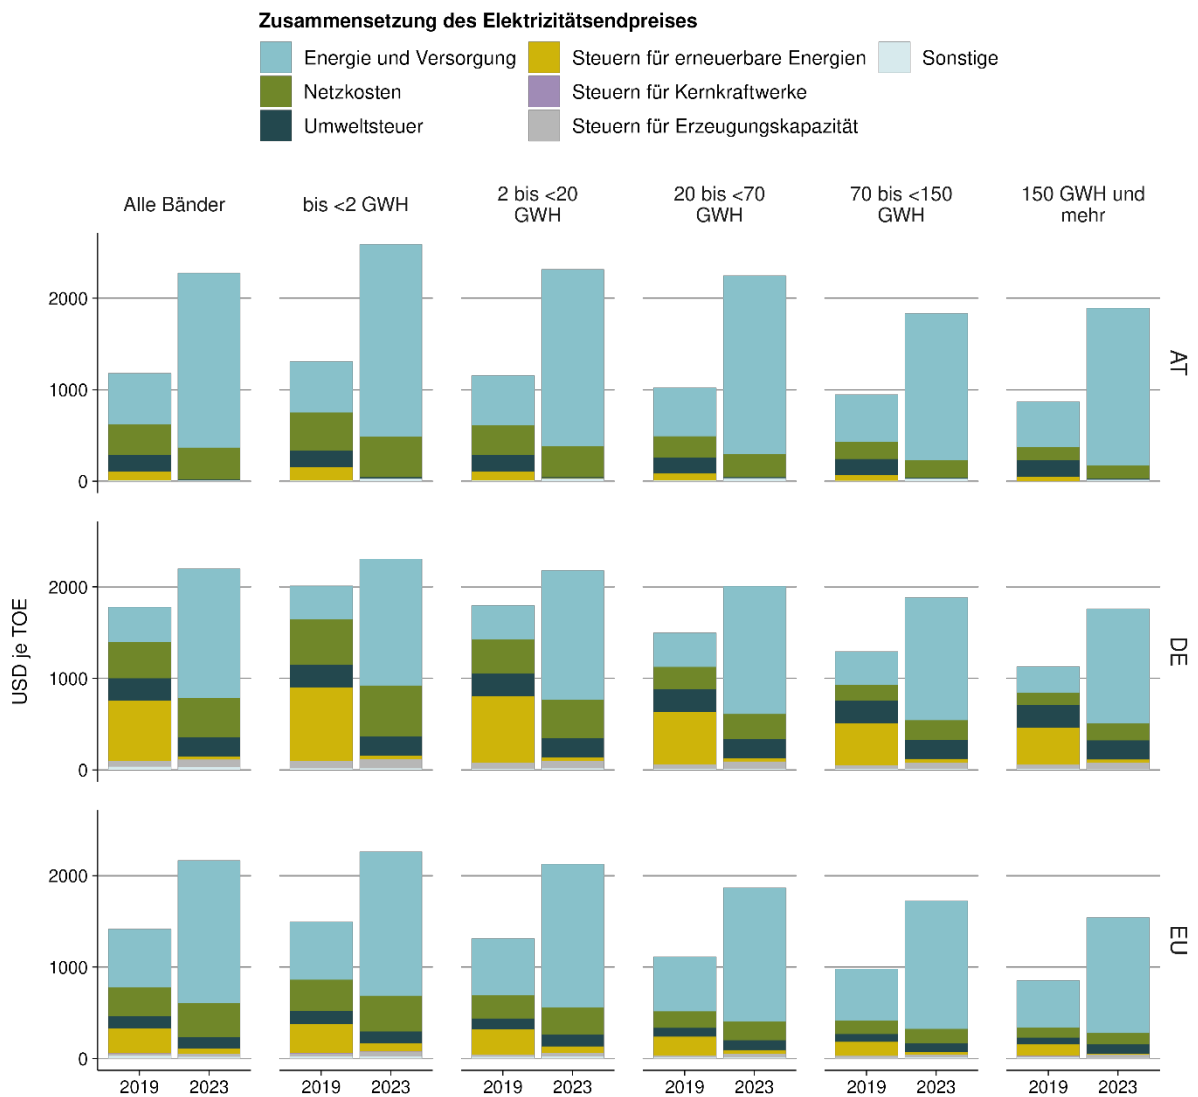 Zusammensetzung des Elektrizitätsendpreises
Energie und Versorgung
Steuern für erneuerbare Energien
Sonstige
Netzkosten
Steuern für Kernkraftwerke
Umweltsteuer
Steuern für Erzeugungskapazität
Alle Bänder
bis <2 GWH
2 bis <20
GWH
20 bis <70
GWH
70 bis <150
GWH
150 GWH und
mehr
2000
1000
0
AT
USD je TOE
2000
1000
0
DE
2000
1000
0
EU
2019 2023 2019 2023 2019 2023 2019 2023 2019 2023 2019 2023